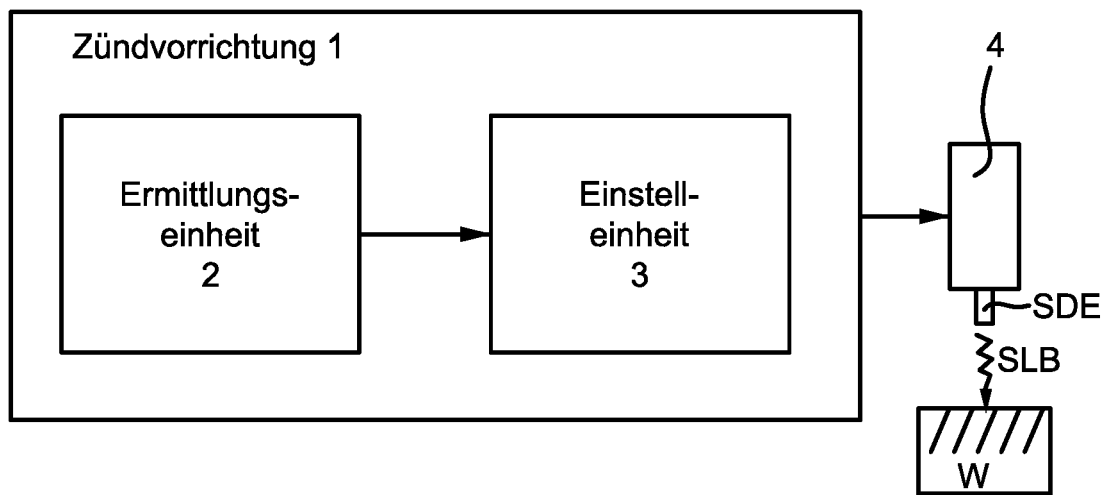 Zündvorrichtung 1
4
Ermittlungs-
einheit
2
Einstell-
einheit
3
SDE
SLB
W